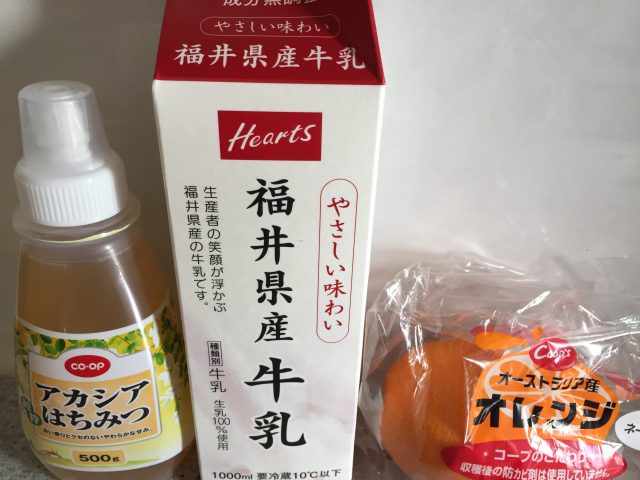 成分無調整
やさしい味わい
福井県産牛乳
Hearts
やさしい味わい
福井県産牛乳
生産者の笑顔が浮かぶ
福井県産の牛乳です。
種類別
牛乳
生乳100%使用
1000ml 要冷蔵10℃以下
CO·OP
アカシア
はちみつ
500g
Co-op's
オーストラリア産
オレンジ
コープのこだわり
収穫後の防カビ剤は使用していません。